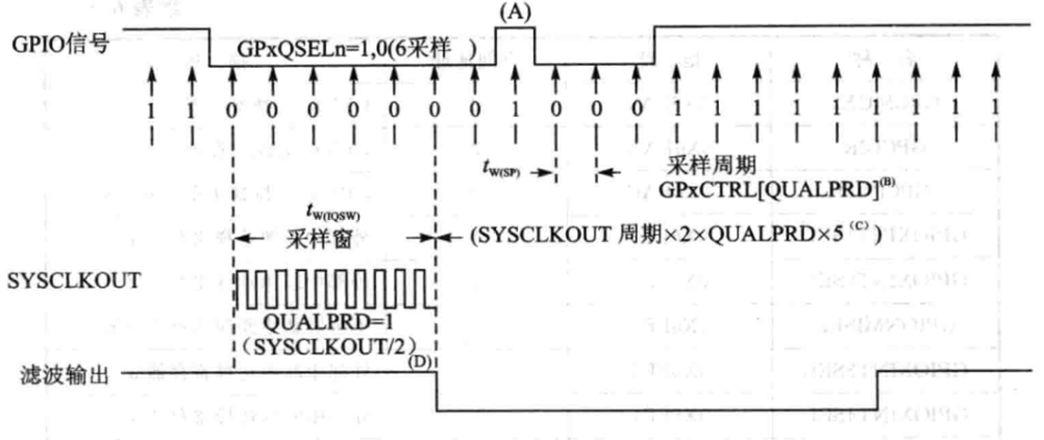 (A)
GPIO信号
GPxQSELn=1,0(6采样 )
1 1 0 0 0 0 0 0 0 1 0 0 0 1 1 1 1 1 1 1 1 1
tW(SP)
采样周期
GPxCTRL[QUALPRD](B)
tW(IQSW)
采样窗
(SYSCLKOUT 周期×2×QUALPRD×5(C))
SYSCLKOUT
QUALPRD=1
(SYSCLKOUT/2)
(D)
滤波输出